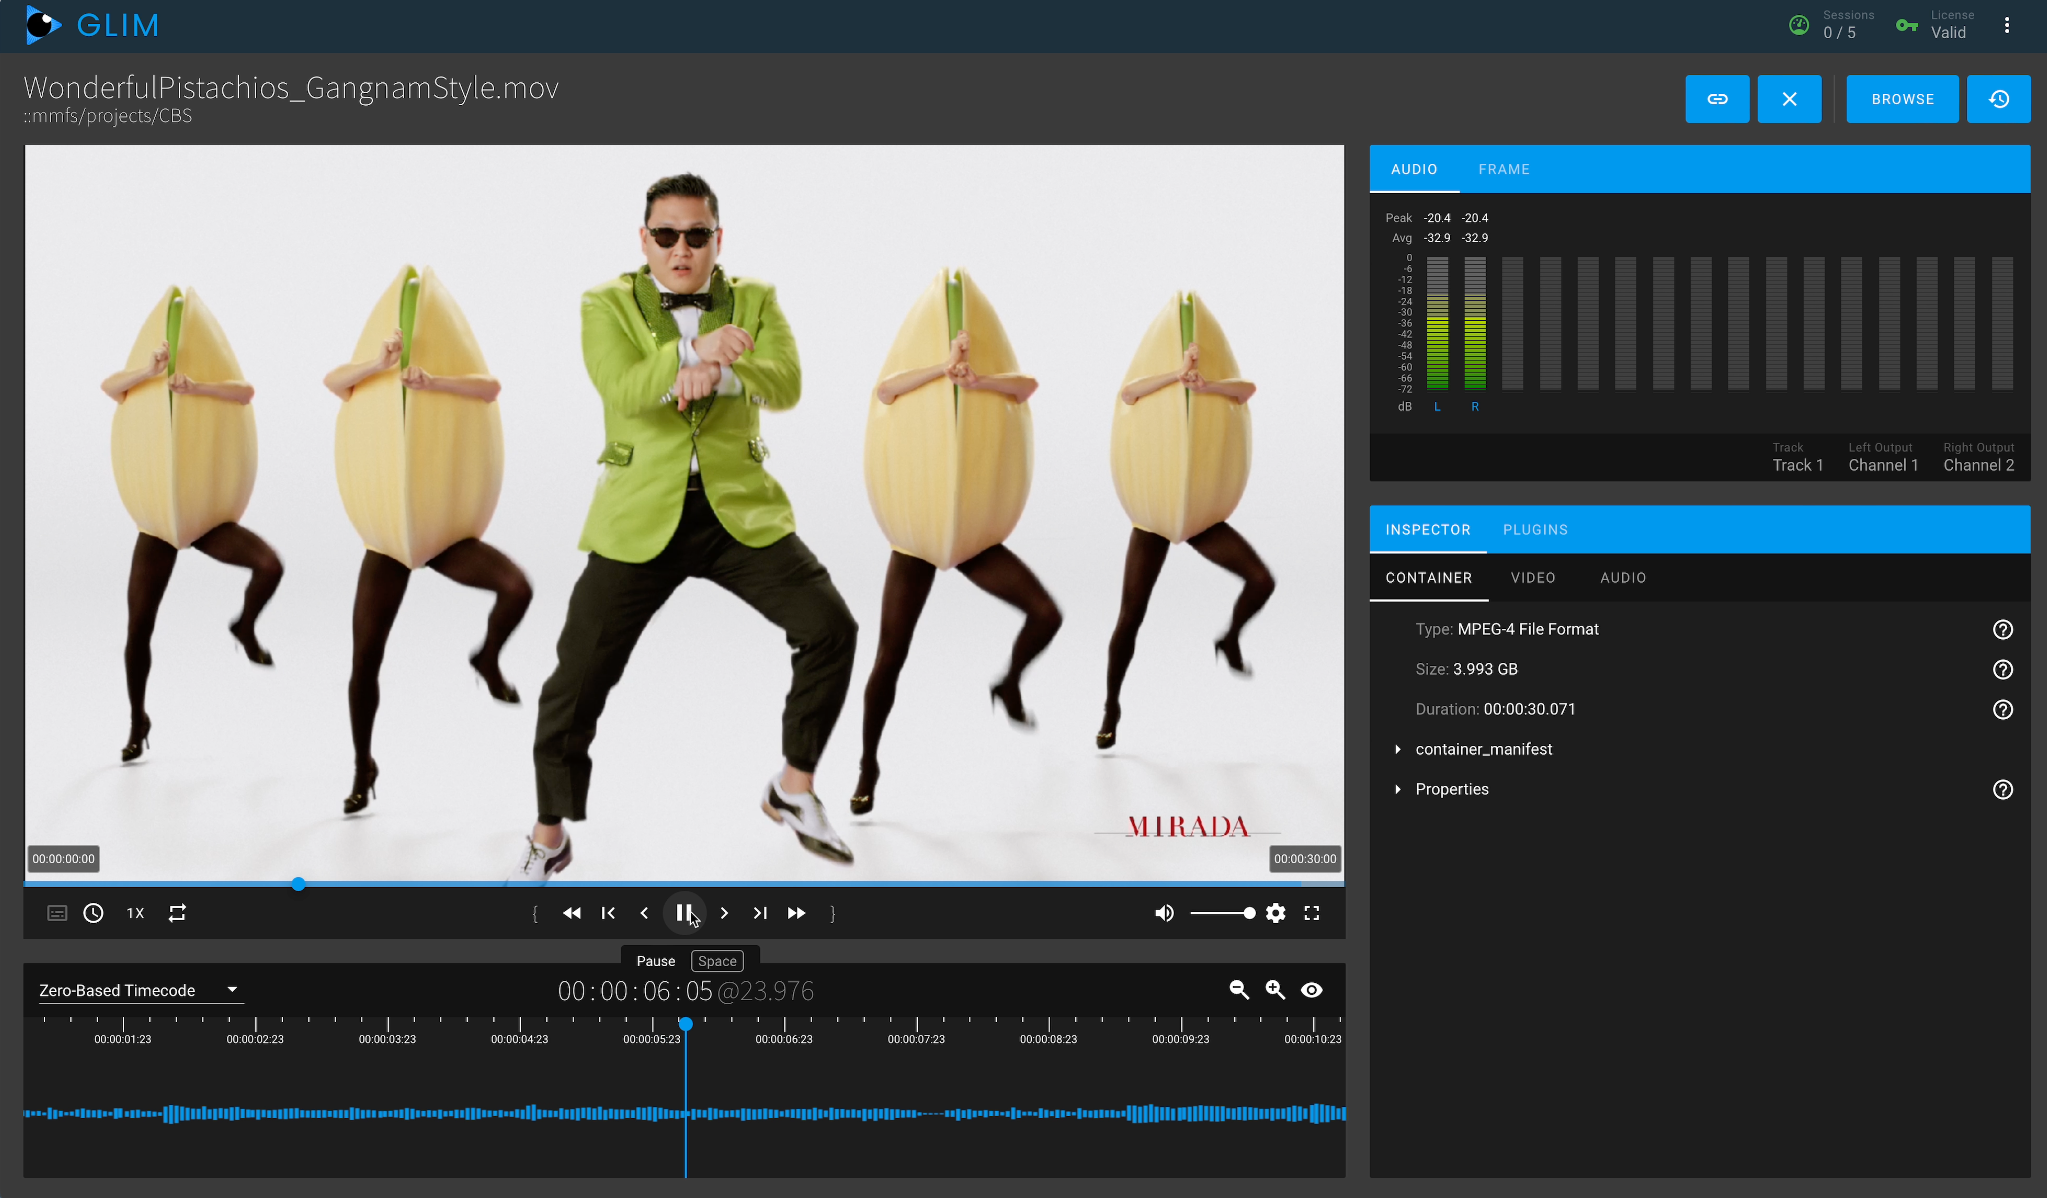 GLIM
Sessions
0 / 5
License
Valid
WonderfulPistachios_GangnamStyle.mov
::mmfs/projects/CBS
BROWSE
MIRADA
00:00:00:00
00:00:30:00
1X
{
}
Pause Space
Zero-Based Timecode
00:00:06:05@23.976
00:00:01:23 00:00:02:23 00:00:03:23 00:00:04:23 00:00:05:23 00:00:06:23 00:00:07:23 00:00:08:23 00:00:09:23 00:00:10:23
AUDIO FRAME
Peak -20.4 -20.4
Avg -32.9 -32.9
0
-6
-12
-18
-24
-30
-36
-42
-48
-54
-60
-66
-72
dB L R
Track Left Output Right Output
Track 1 Channel 1 Channel 2
INSPECTOR PLUGINS
CONTAINER VIDEO AUDIO
Type: MPEG-4 File Format
Size: 3.993 GB
Duration: 00:00:30.071
container_manifest
Properties